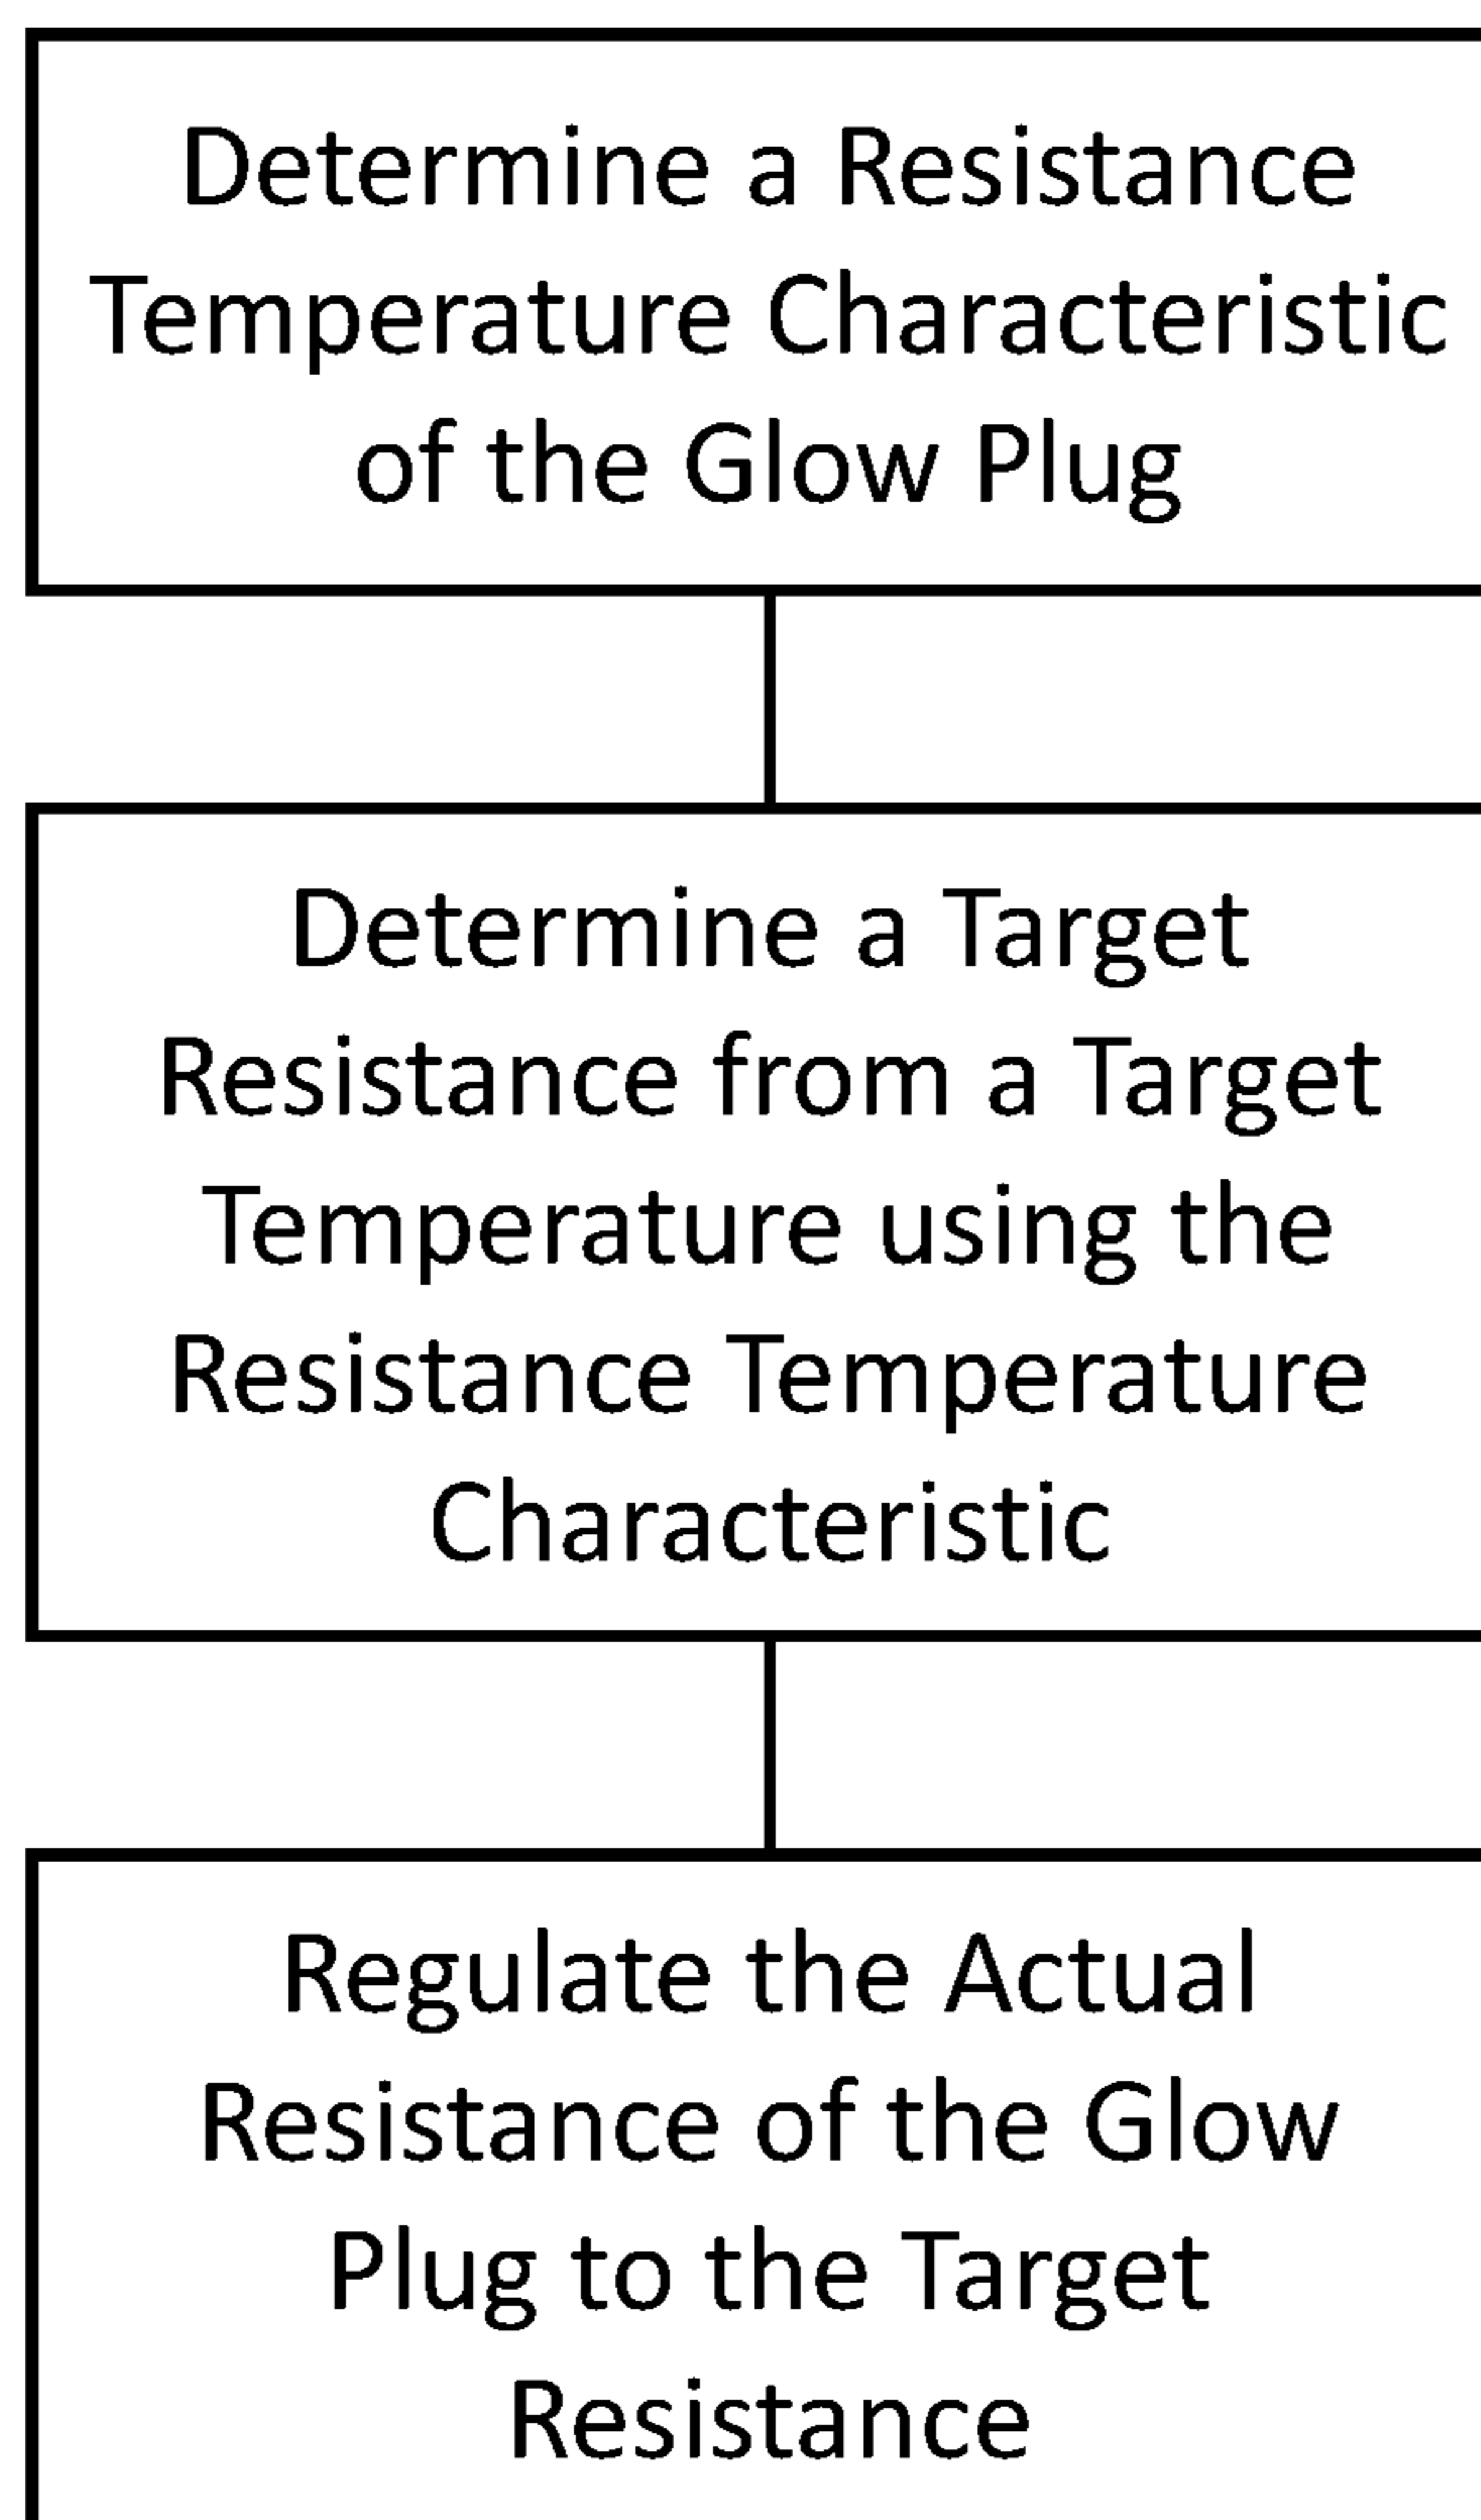 Determine a Resistance
Temperature Characteristic
of the Glow Plug
Determine a Target
Resistance from a Target
Temperature using the
Resistance Temperature
Characteristic
Regulate the Actual
Resistance of the Glow
Plug to the Target
Resistance